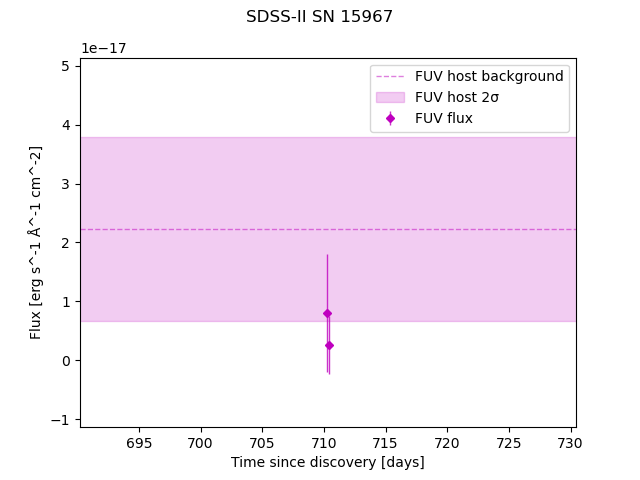 SDSS-II SN 15967
1e−17
FUV host background
FUV host 2σ
FUV flux
5
4
3
2
1
0
−1
Flux [erg s^-1 Å^-1 cm^-2]
695 700 705 710 715 720 725 730
Time since discovery [days]